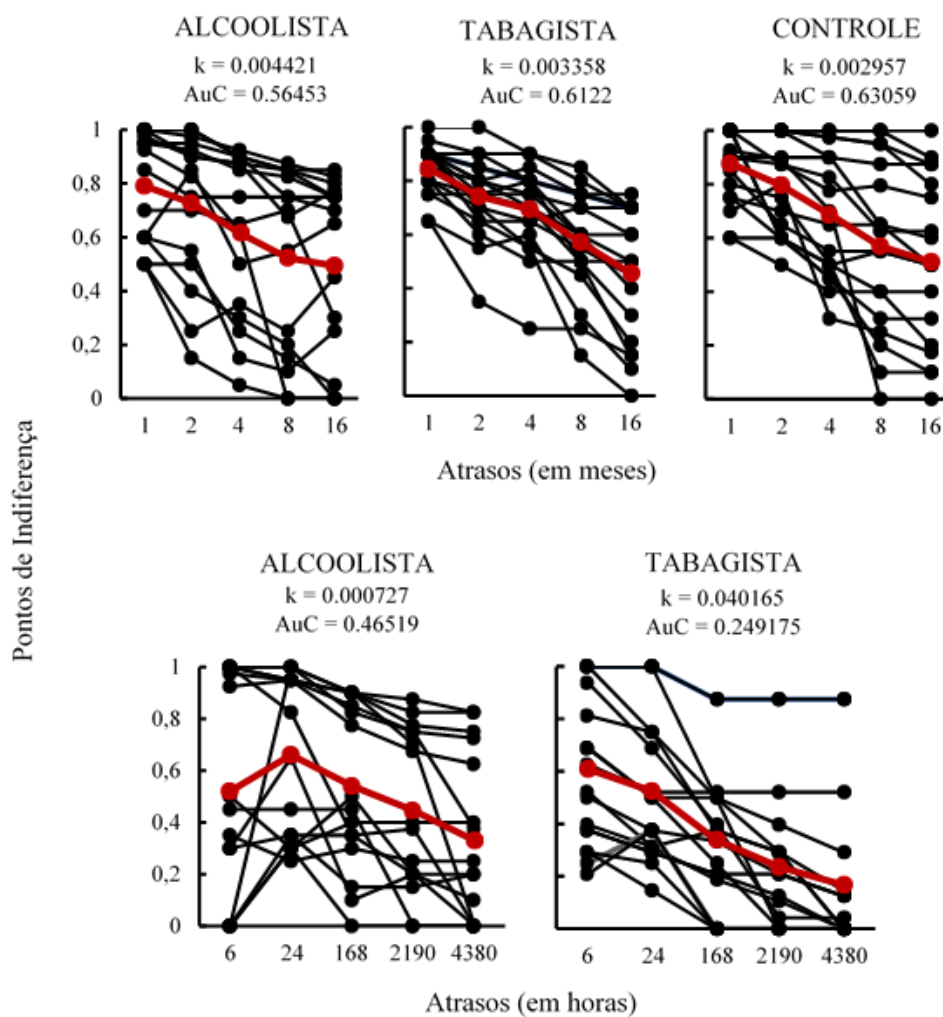 ALCOOLISTA
k = 0.004421
AuC = 0.56453
TABAGISTA
k = 0.003358
AuC = 0.6122
CONTROLE
k = 0.002957
AuC = 0.63059
1
0,8
0,6
0,4
0,2
0
1 2 4 8 16
1 2 4 8 16
1 2 4 8 16
Atrasos (em meses)
Pontos de Indiferença
ALCOOLISTA
k = 0.000727
AuC = 0.46519
TABAGISTA
k = 0.040165
AuC = 0.249175
1
0,8
0,6
0,4
0,2
0
6 24 168 2190 4380
6 24 168 2190 4380
Atrasos (em horas)